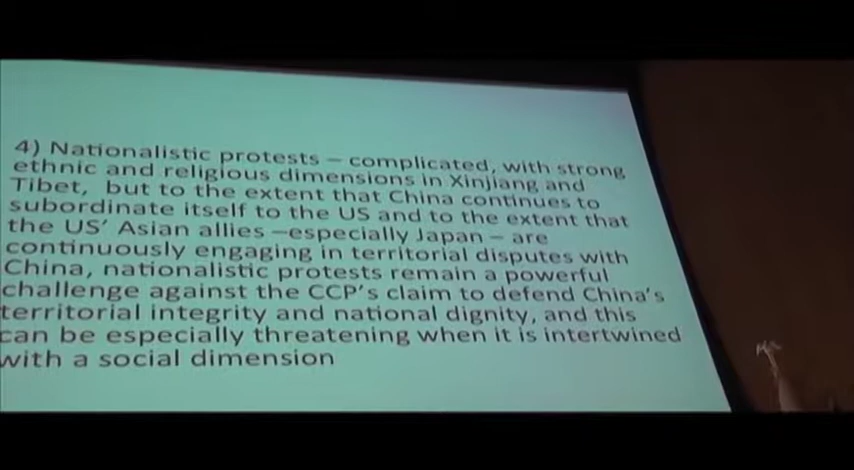 4) Nationalistic protests – complicated, with strong
ethnic and religious dimensions in Xinjiang and
Tibet, but to the extent that China continues to
subordinate itself to the US and to the extent that
the US' Asian allies –especially Japan – are
continuously engaging in territorial disputes with
China, nationalistic protests remain a powerful
challenge against the CCP's claim to defend China's
territorial integrity and national dignity, and this
can be especially threatening when it is intertwined
with a social dimension